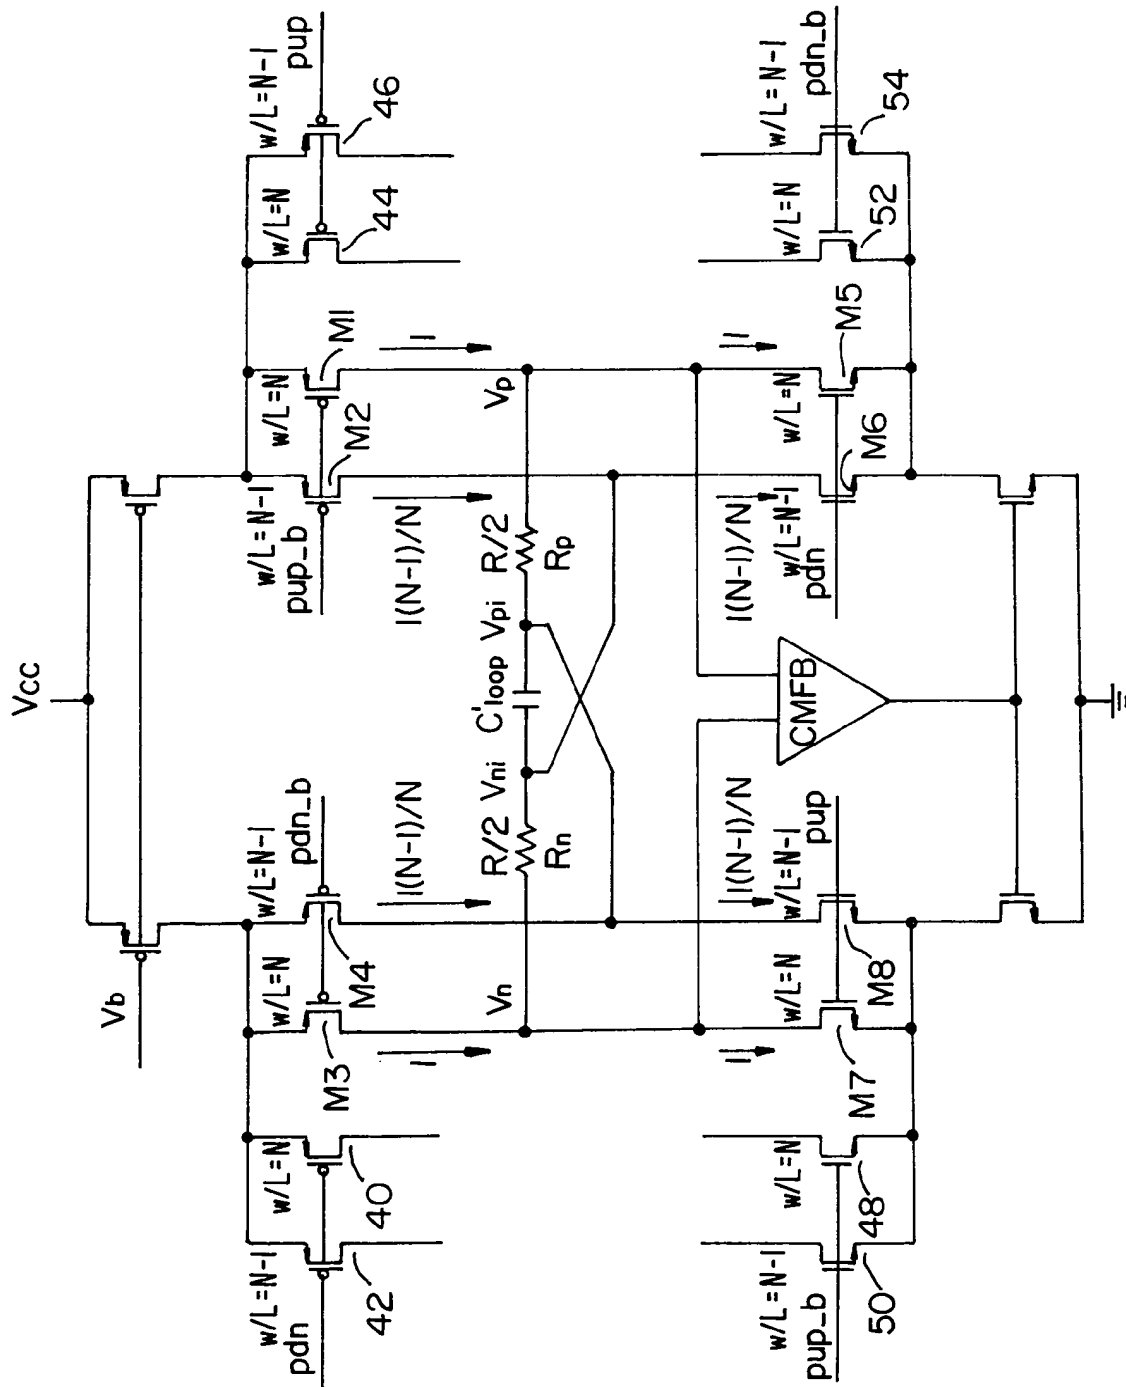 Vcc
Vb
w/L=N-1
pdn
42
w/L=N
40
w/L=N
M3
w/L=N-1
M4
pdn_b
w/L=N-1
pup_b
M2
w/L=N
M1
w/L=N
44
w/L=N-1
46
pup
I
I(N-1)/N
I(N-1)/N
I
Vn
R/2
Rn
Vni
C'loop
Vpi
R/2
Rp
Vp
I
I(N-1)/N
I(N-1)/N
I
w/L=N-1
pup_b
50
w/L=N
48
w/L=N
M7
w/L=N-1
M8
pup
CMFB
w/L=N-1
pdn
M6
w/L=N
M5
w/L=N
52
w/L=N-1
54
pdn_b